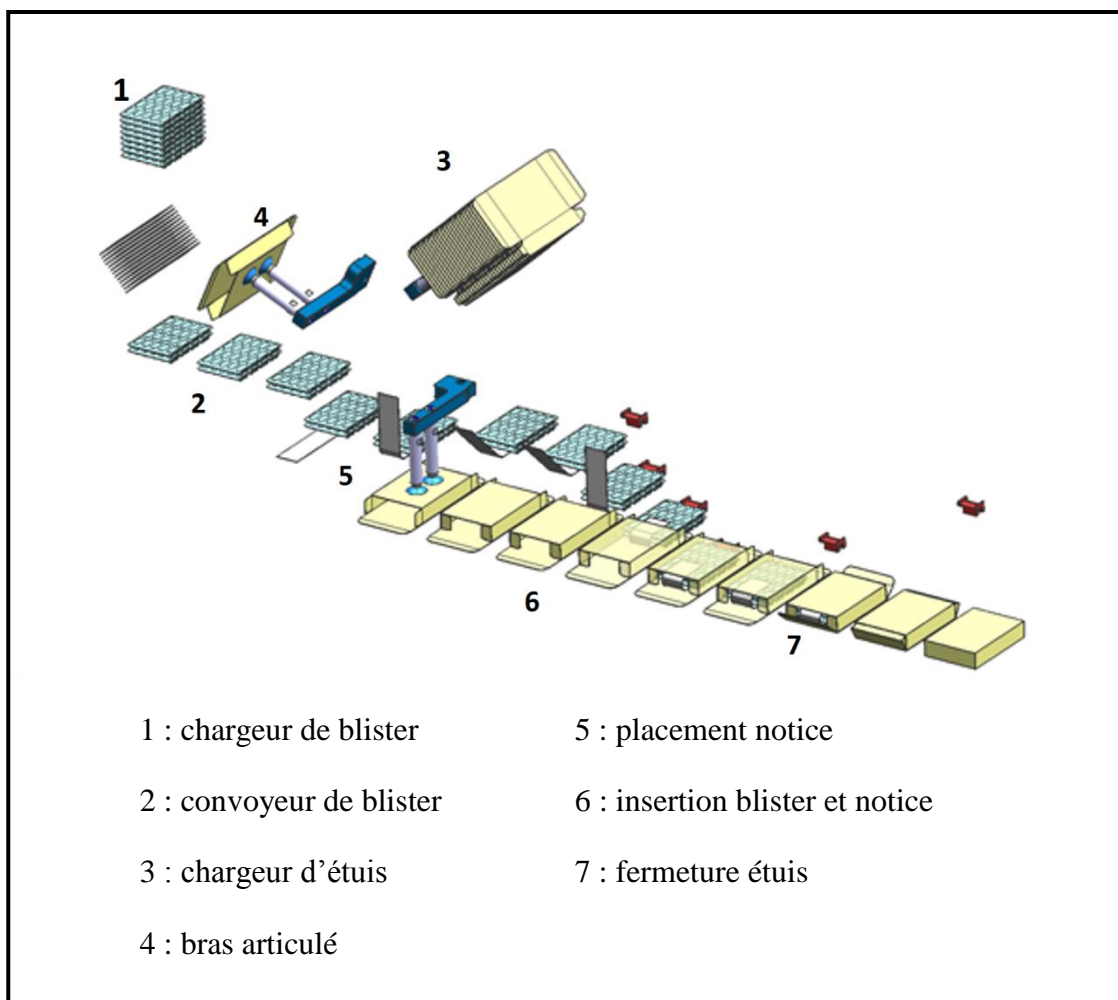 1
3
4
2
5
6
7
1 : chargeur de blister
5 : placement notice
2 : convoyeur de blister
6 : insertion blister et notice
3 : chargeur d’étuis
7 : fermeture étuis
4 : bras articulé